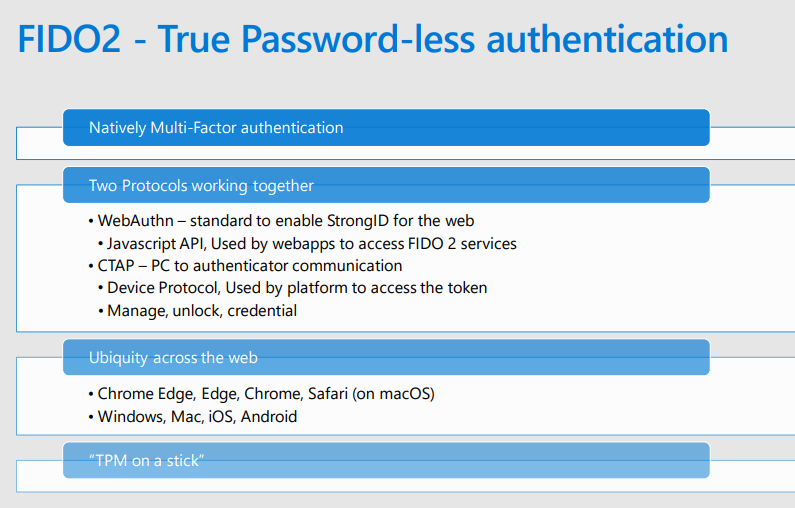 FIDO2 - True Password-less authentication
Natively Multi-Factor authentication
Two Protocols working together
• WebAuthn – standard to enable StrongID for the web
• Javascript API, Used by webapps to access FIDO 2 services
• CTAP – PC to authenticator communication
• Device Protocol, Used by platform to access the token
• Manage, unlock, credential
Ubiquity across the web
• Chrome Edge, Edge, Chrome, Safari (on macOS)
• Windows, Mac, iOS, Android
“TPM on a stick”